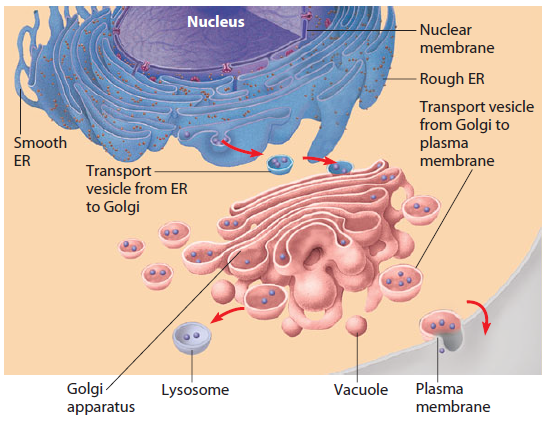 Nucleus
Nuclear
membrane
Rough ER
Transport vesicle
from Golgi to
plasma
membrane
Smooth
ER
Transport
vesicle from ER
to Golgi
Golgi
apparatus
Lysosome
Vacuole
Plasma
membrane